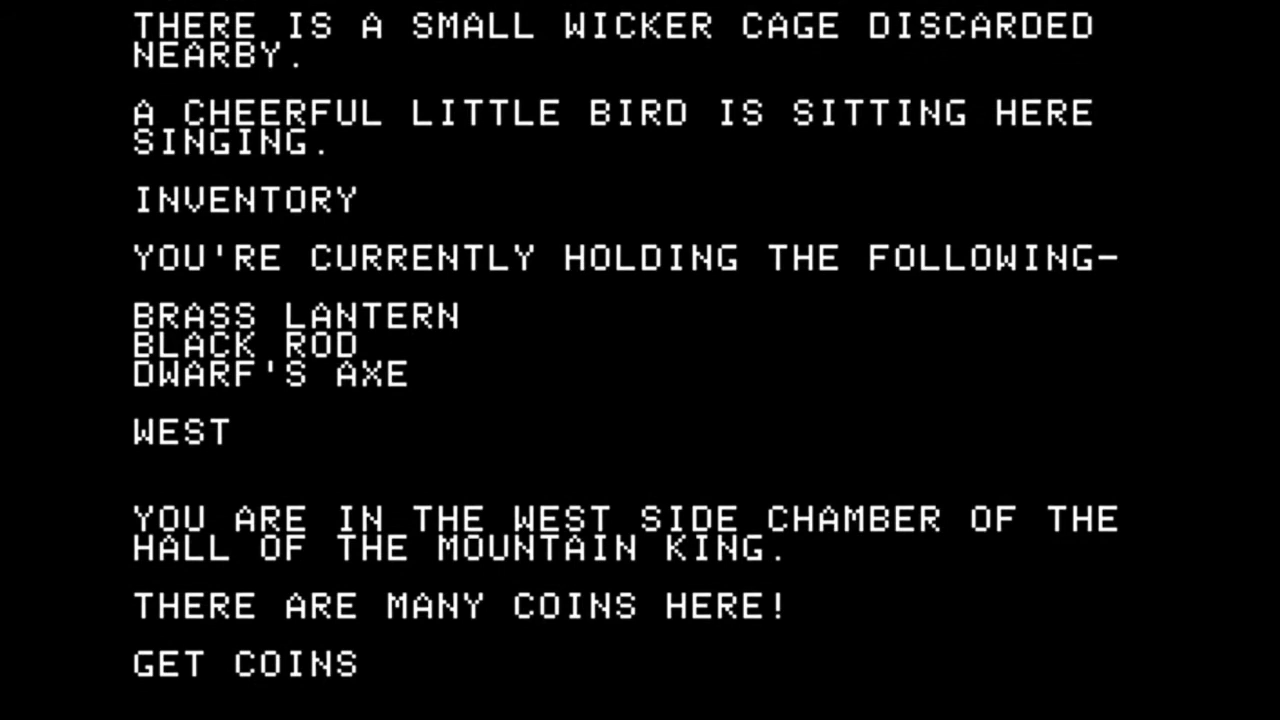 THERE IS A SMALL WICKER CAGE DISCARDED
NEARBY.
A CHEERFUL LITTLE BIRD IS SITTING HERE
SINGING.
INVENTORY
YOU'RE CURRENTLY HOLDING THE FOLLOWING-
BRASS LANTERN
BLACK ROD
DWARF'S AXE
WEST
YOU ARE IN THE WEST SIDE CHAMBER OF THE
HALL OF THE MOUNTAIN KING.
THERE ARE MANY COINS HERE!
GET COINS